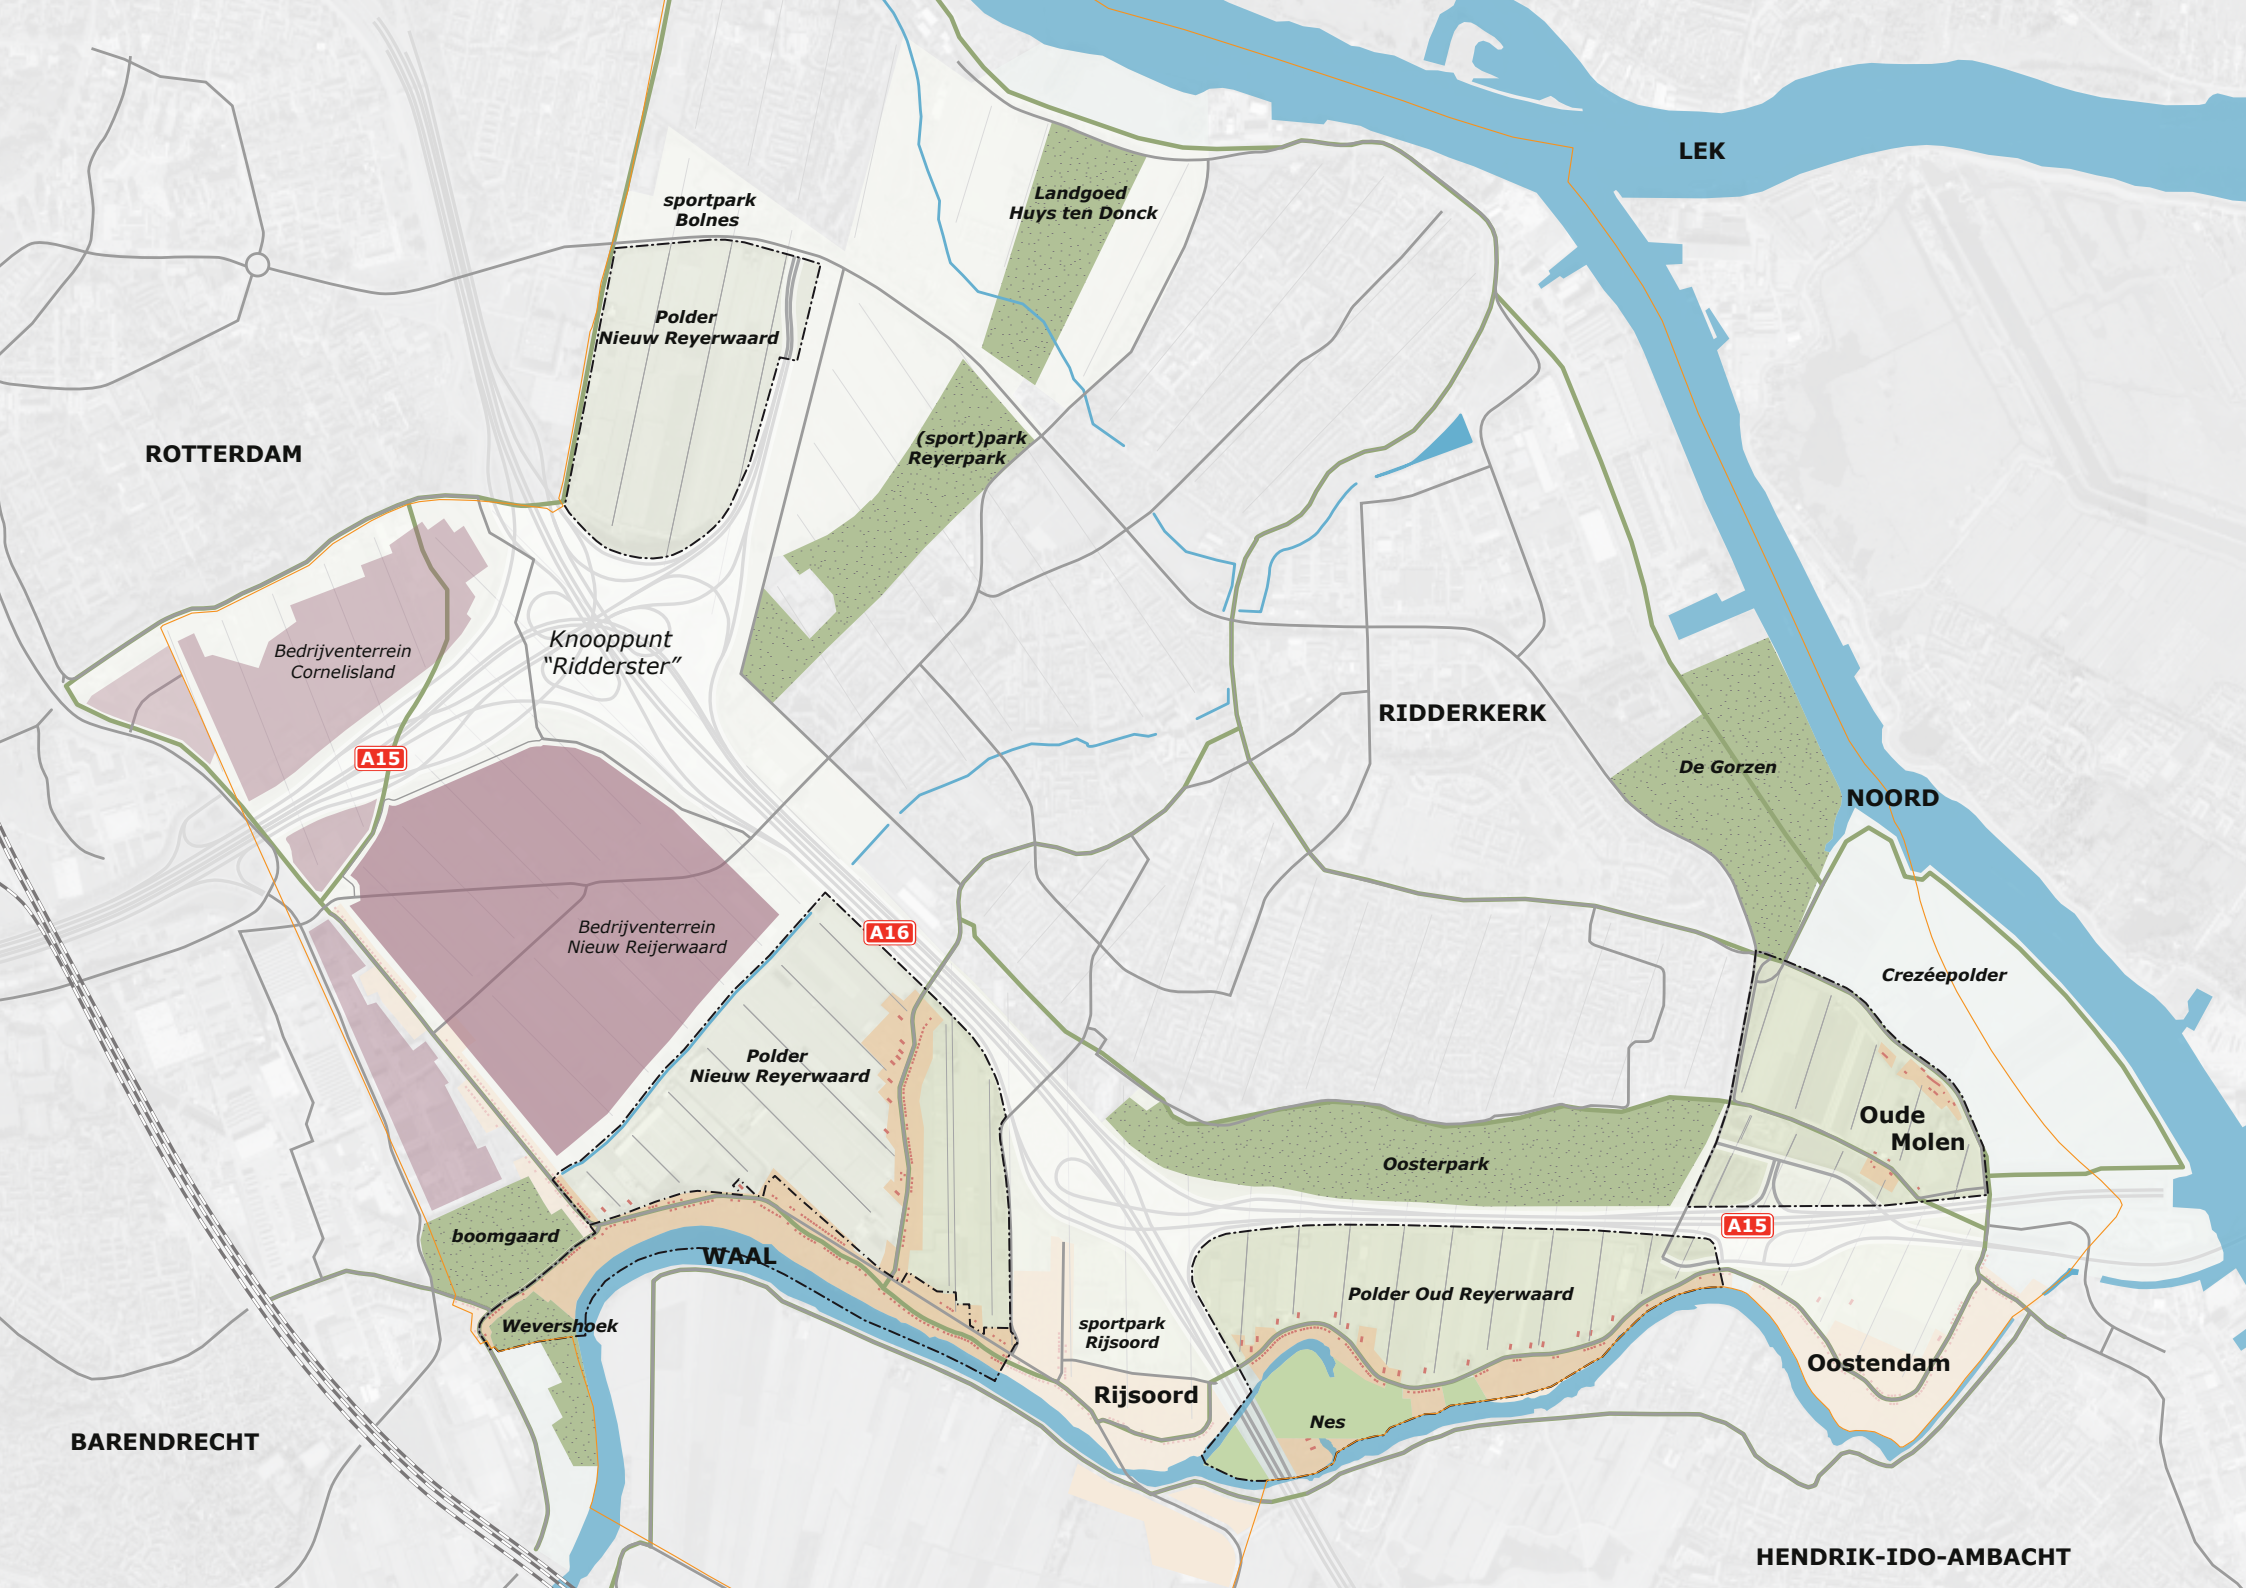 LEK
Landgoed
Huys ten Donck
sportpark
Bolnes
Polder
Nieuw Reyerwaard
(sport)park
Reyerpark
ROTTERDAM
Knooppunt
“Ridderster”
Bedrijventerrein
Cornelisland
RIDDERKERK
A15
De Gorzen
NOORD
Bedrijventerrein
Nieuw Reijerwaard
A16
Crezéepolder
Polder
Nieuw Reyerwaard
Oude
Molen
Oosterpark
boomgaard
WAAL
A15
Polder Oud Reyerwaard
Wevershoek
sportpark
Rijsoord
Oostendam
Rijsoord
Nes
BARENDRECHT
HENDRIK-IDO-AMBACHT